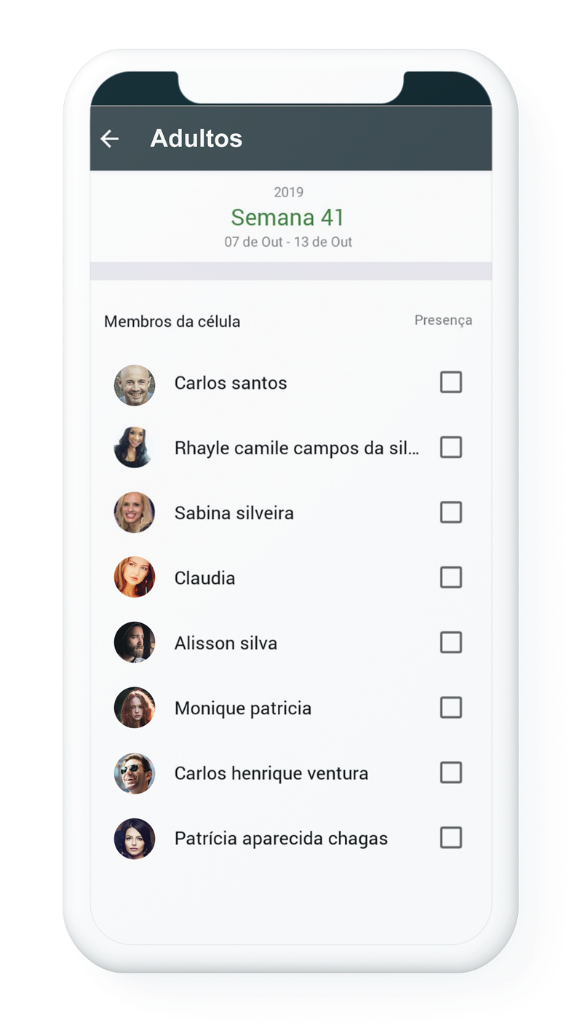 Adultos
2019
Semana 41
07 de Out - 13 de Out
Membros da célula Presença
Carlos santos
Rhayle camile campos da sil...
Sabina silveira
Claudia
Alisson silva
Monique patricia
Carlos henrique ventura
Patrícia aparecida chagas